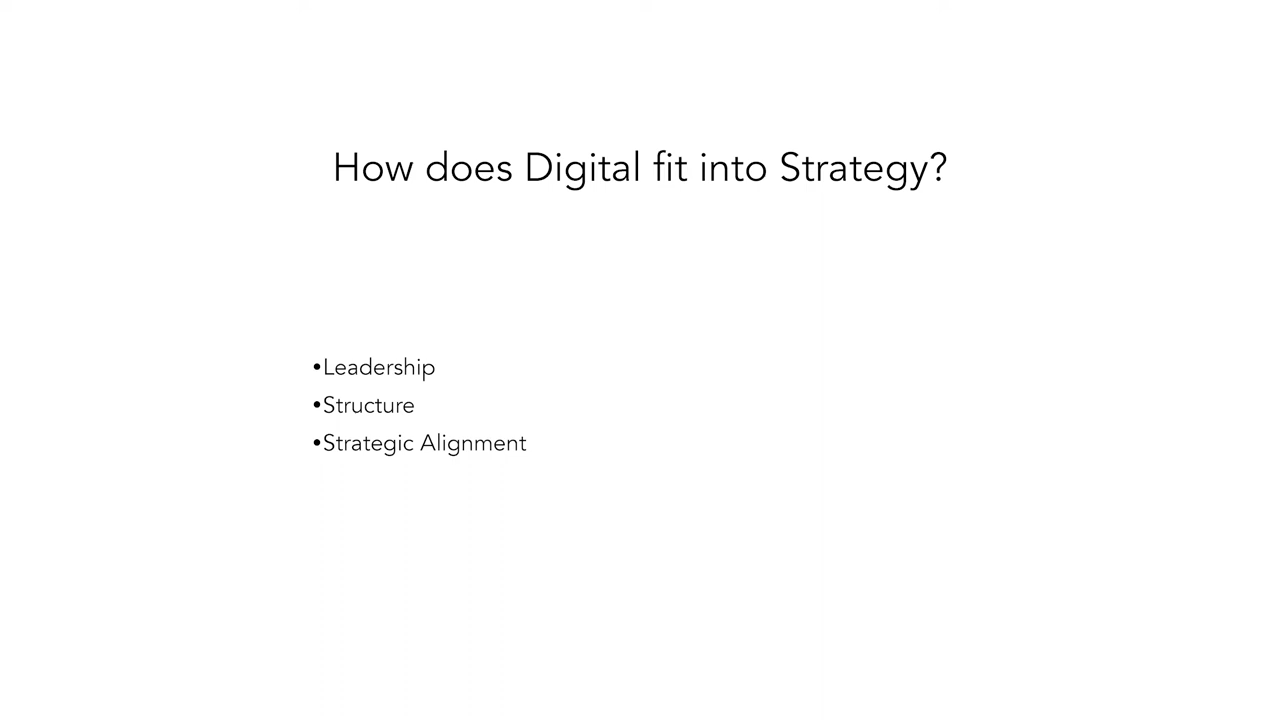 How does Digital fit into Strategy?
•Leadership
•Structure
•Strategic Alignment